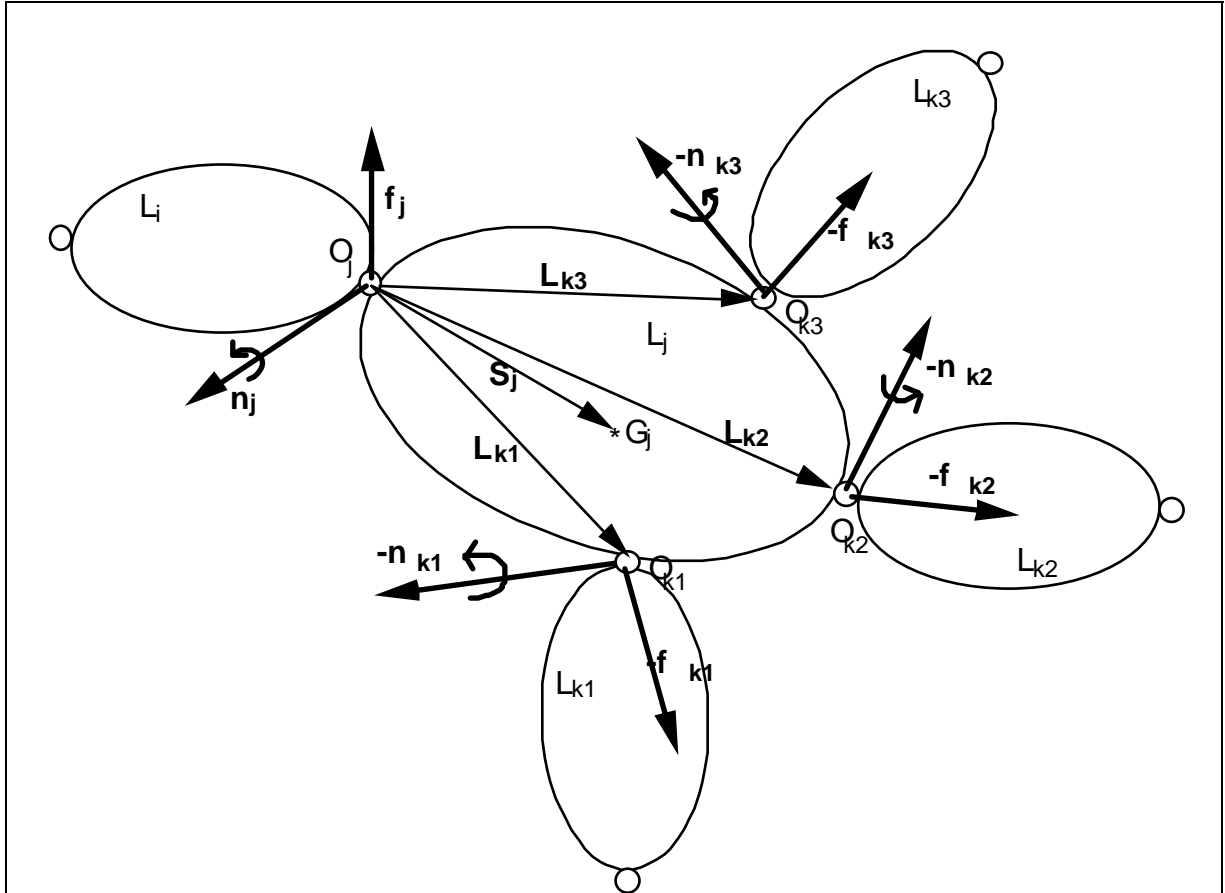 Lk3
-n k3
Li
fj
-f k3
Oj
Lk3
Ok3
Lj
-n k2
Sj
nj
Gj
Lk2
Lk1
-f k2
Ok2
-n k1
Ok1
Lk2
-f k1
Lk1